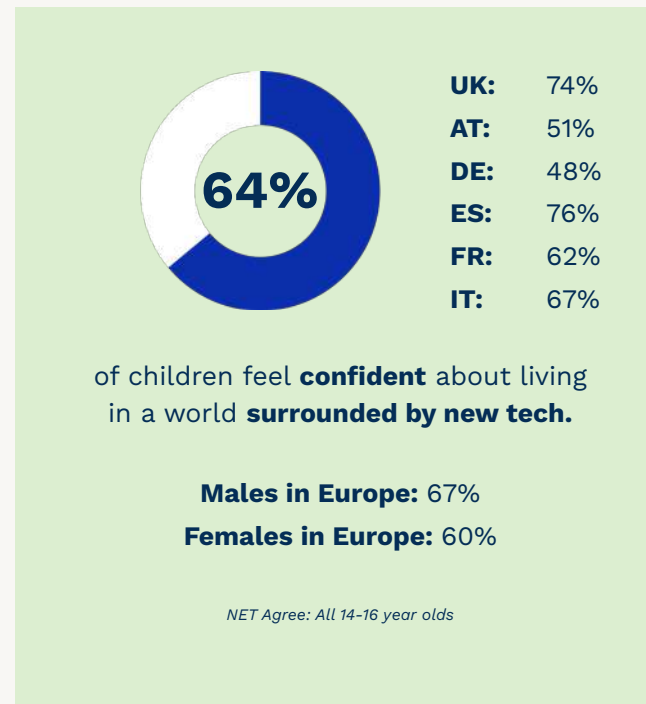 64%
UK: 74%
AT: 51%
DE: 48%
ES: 76%
FR: 62%
IT: 67%
of children feel confident about living
in a world surrounded by new tech.
Males in Europe: 67%
Females in Europe: 60%
NET Agree: All 14-16 year olds